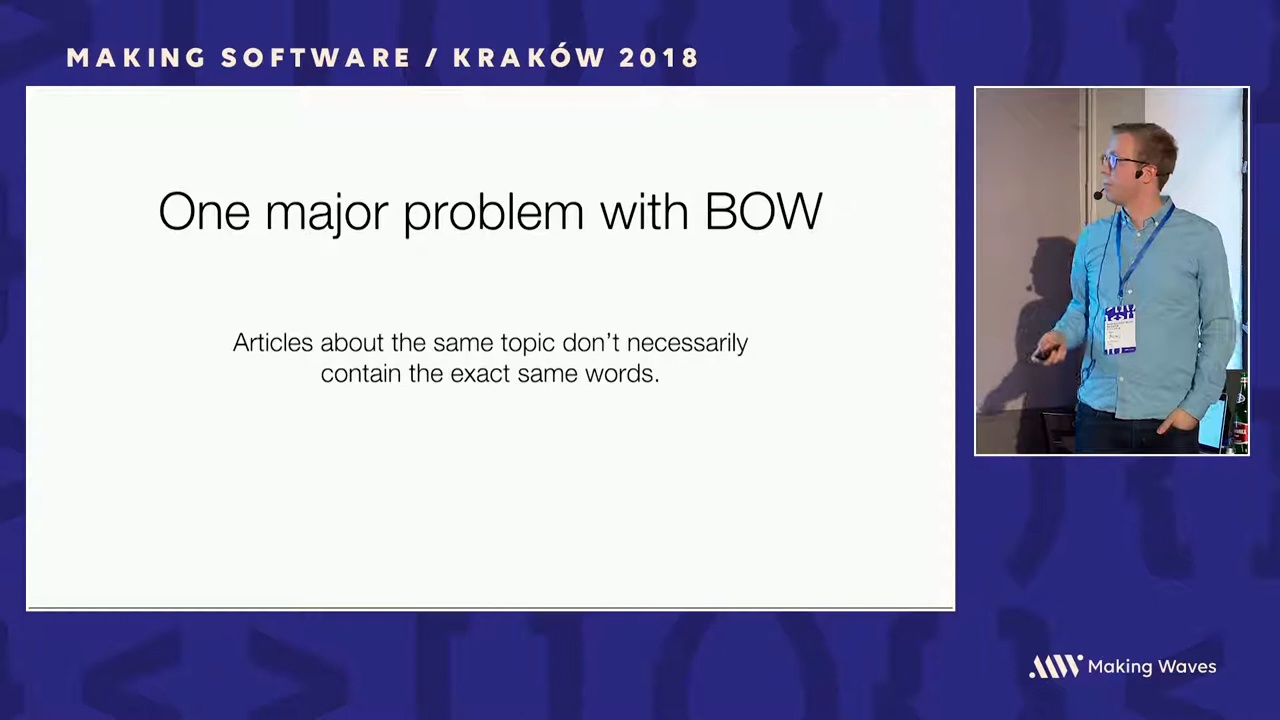 MAKING SOFTWARE / KRAKÓW 2018
One major problem with BOW
Articles about the same topic don't necessarily
contain the exact same words.
Making Waves